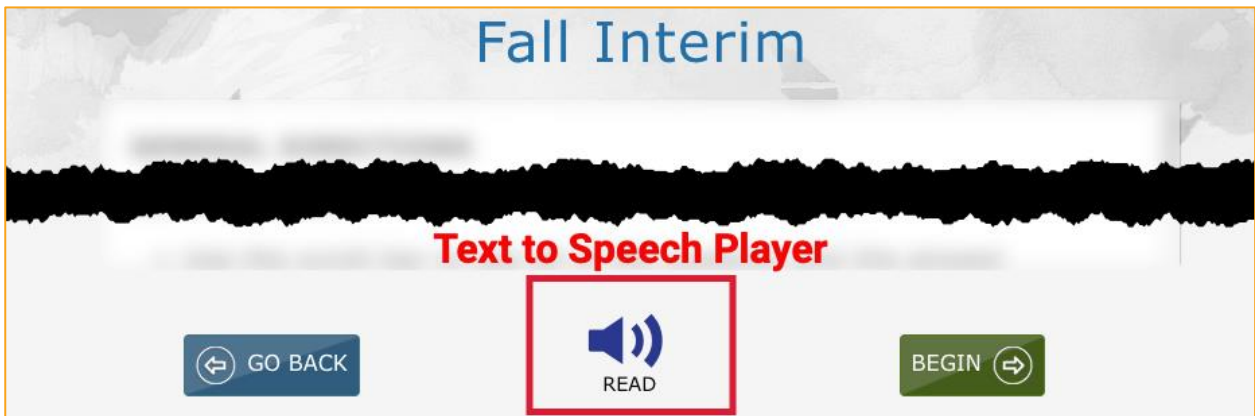 Fall Interim
Text to Speech Player
GO BACK
READ
BEGIN